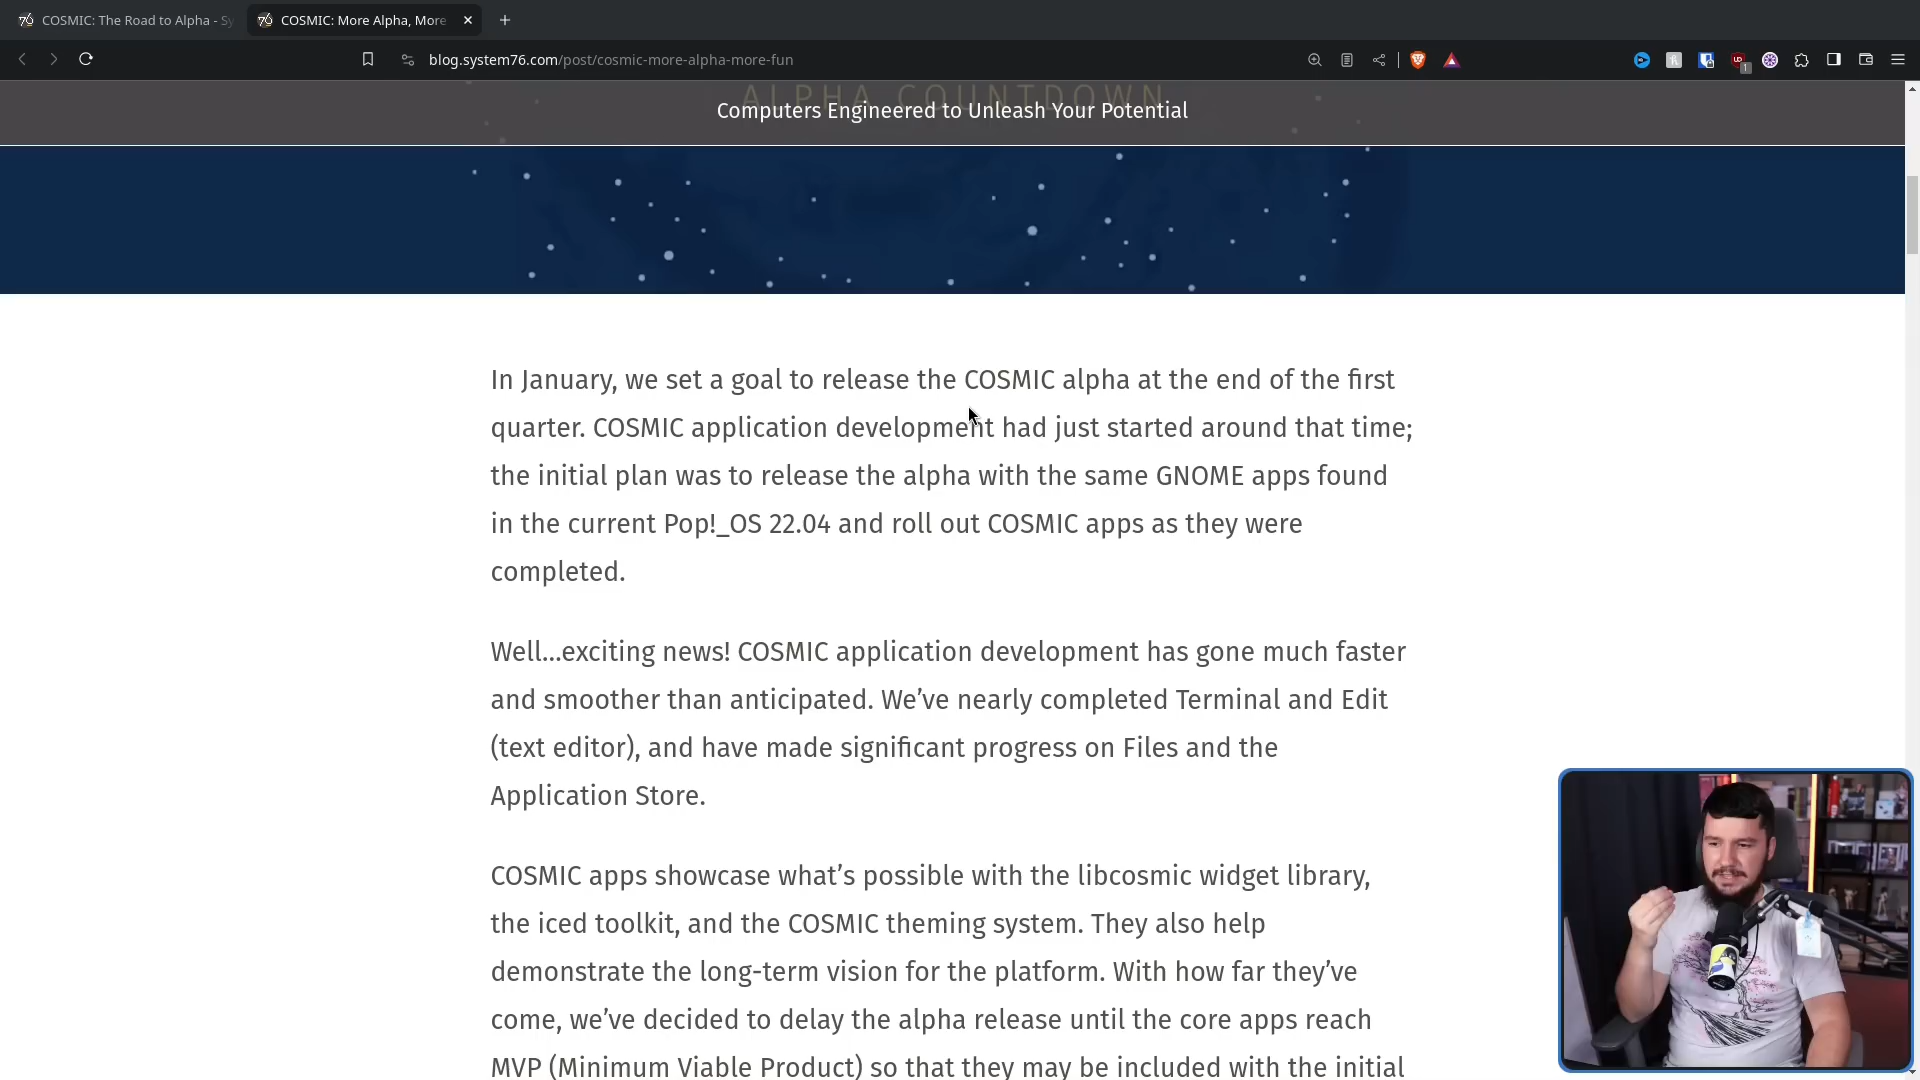 COSMIC: The Road to Alpha - Sy
COSMIC: More Alpha, More
blog.system76.com/post/cosmic-more-alpha-more-fun
ALPHA COUNTDOWN
Computers Engineered to Unleash Your Potential
In January, we set a goal to release the COSMIC alpha at the end of the first
quarter. COSMIC application development had just started around that time;
the initial plan was to release the alpha with the same GNOME apps found
in the current Pop!_OS 22.04 and roll out COSMIC apps as they were
completed.
Well...exciting news! COSMIC application development has gone much faster
and smoother than anticipated. We’ve nearly completed Terminal and Edit
(text editor), and have made significant progress on Files and the
Application Store.
COSMIC apps showcase what’s possible with the libcosmic widget library,
the iced toolkit, and the COSMIC theming system. They also help
demonstrate the long-term vision for the platform. With how far they’ve
come, we’ve decided to delay the alpha release until the core apps reach
MVP (Minimum Viable Product) so that they may be included with the initial